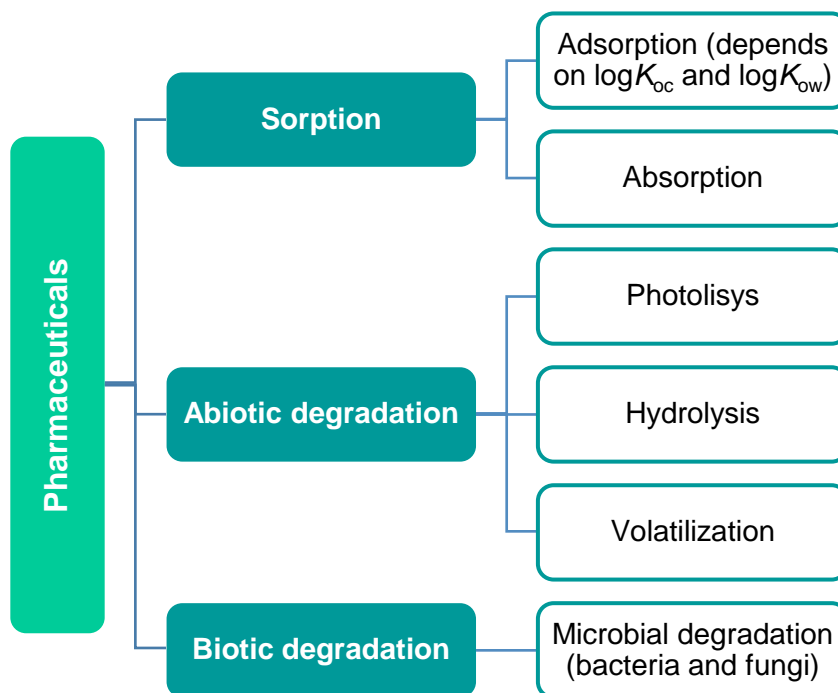 Pharmaceuticals
Sorption
Adsorption (depends
on logKoc and logKow)
Absorption
Abiotic degradation
Photolisys
Hydrolysis
Volatilization
Biotic degradation
Microbial degradation
(bacteria and fungi)